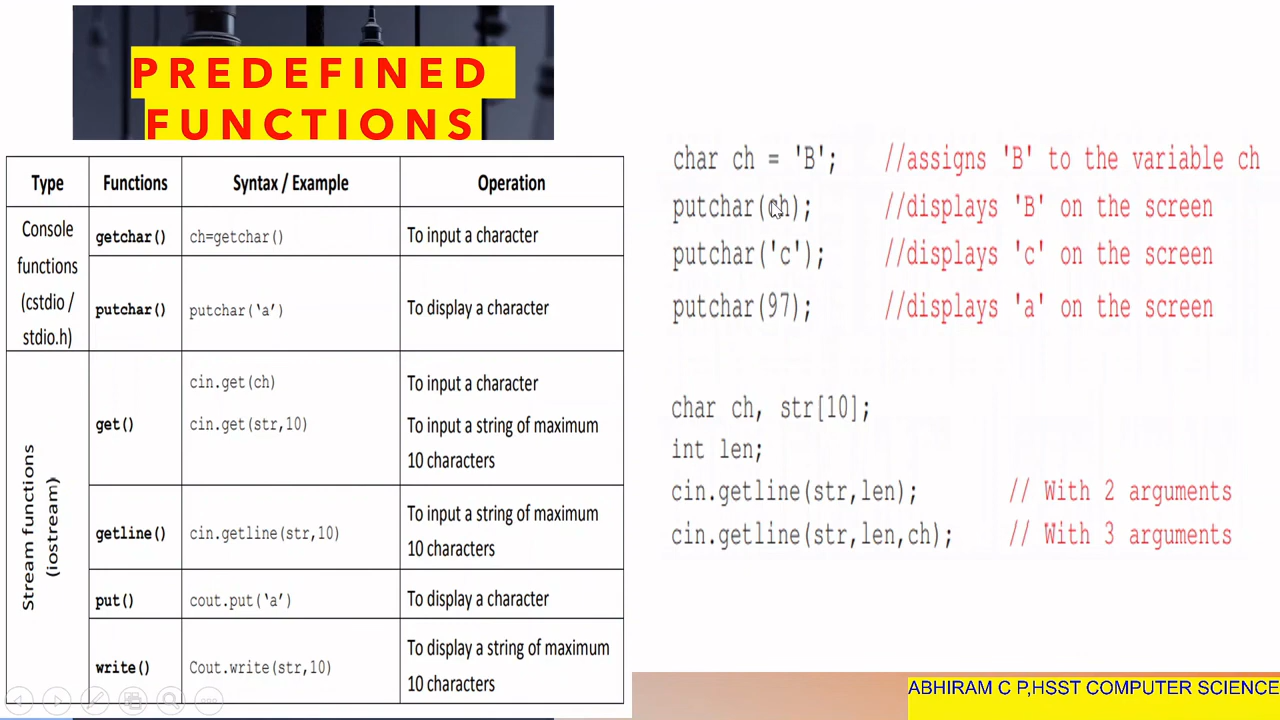 PREDEFINED
FUNCTIONS
Type Functions Syntax / Example Operation
Console
functions
(cstdio /
stdio.h)
getchar() ch=getchar() To input a character
putchar() putchar(‘a’) To display a character
Stream functions
(iostream)
get()
cin.get(ch) To input a character
cin.get(str,10) To input a string of maximum
10 characters
getline() cin.getline(str,10) To input a string of maximum
10 characters
put() cout.put(‘a’) To display a character
write() Cout.write(str,10) To display a string of maximum
10 characters
char ch = 'B'; //assigns 'B' to the variable ch
putchar(ch); //displays 'B' on the screen
putchar('c'); //displays 'c' on the screen
putchar(97); //displays 'a' on the screen
char ch, str[10];
int len;
cin.getline(str,len); // With 2 arguments
cin.getline(str,len,ch); // With 3 arguments
ABHIRAM C P,HSST COMPUTER SCIENCE